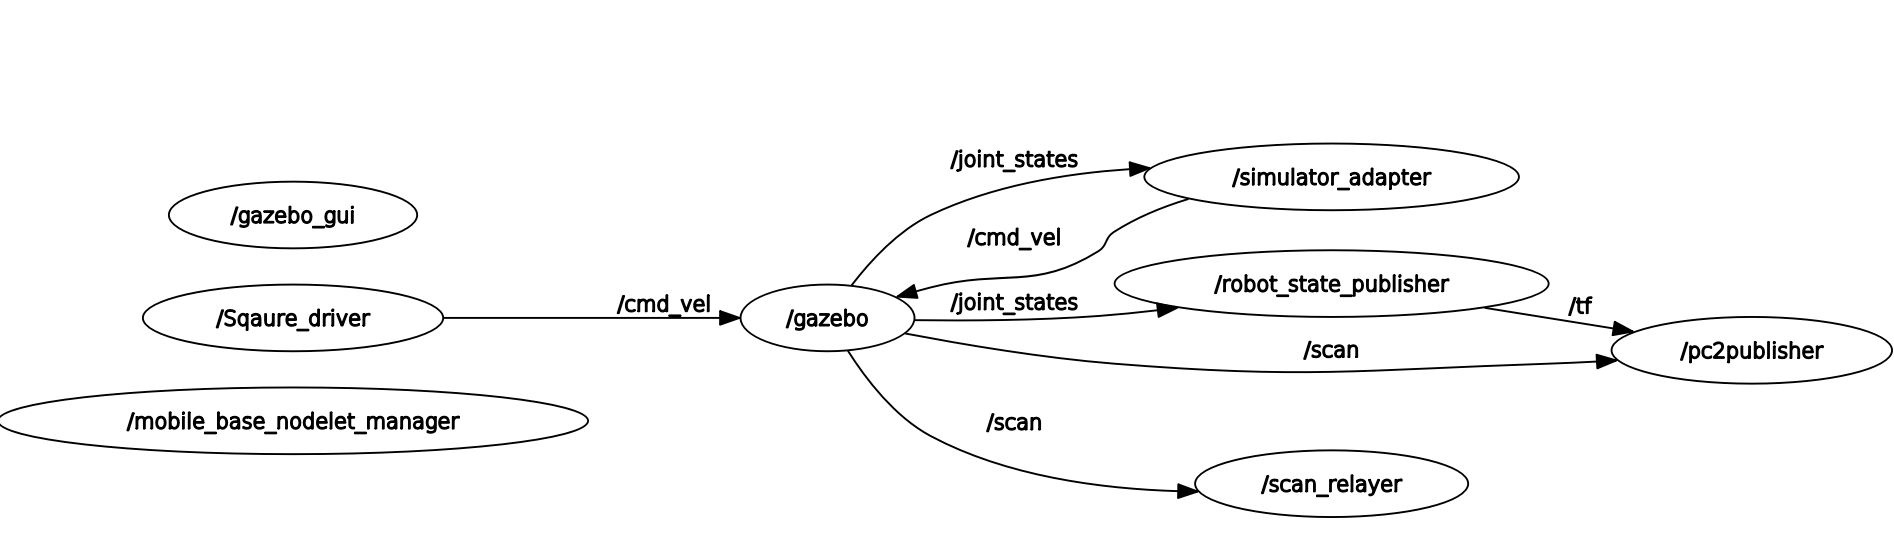 /joint_states
/simulator_adapter
/gazebo_gui
/cmd_vel
/robot_state_publisher
/joint_states
/cmd_vel
/tf
/Sqaure_driver
/gazebo
/scan
/pc2publisher
/mobile_base_nodelet_manager
/scan
/scan_relayer